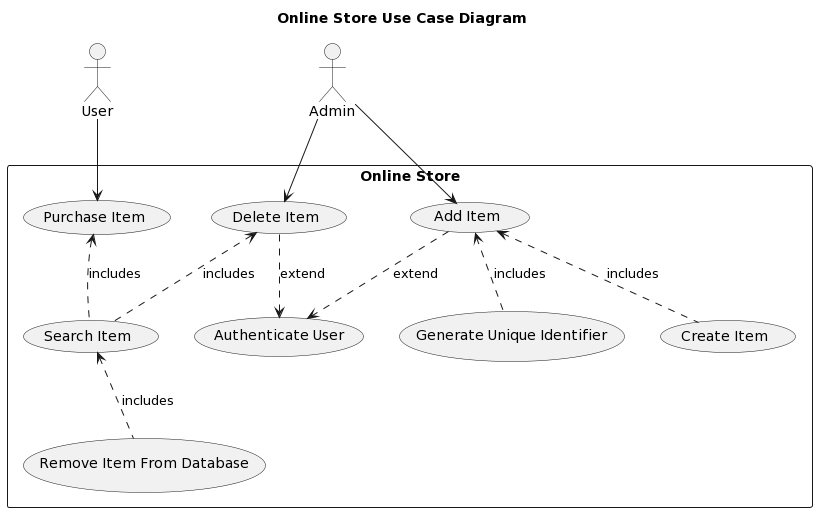 Online Store Use Case Diagram
User
Admin
Online Store
Purchase Item
Delete Item
Add Item
includes
includes
extend
extend
includes
includes
Search Item
Authenticate User
Generate Unique Identifier
Create Item
includes
Remove Item From Database